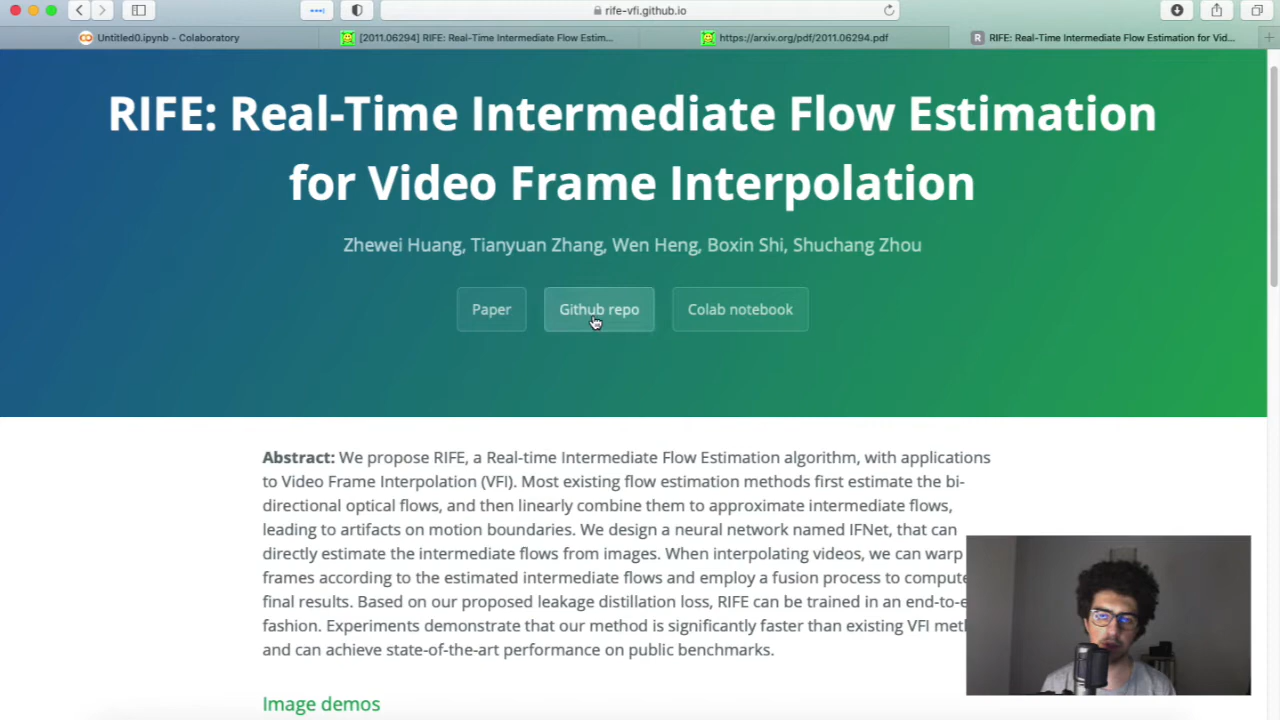 rife-vfi.github.io
Untitled0.ipynb - Colaboratory
[2011.06294] RIFE: Real-Time Intermediate Flow Estim...
https://arxiv.org/pdf/2011.06294.pdf
R RIFE: Real-Time Intermediate Flow Estimation for Vid...
RIFE: Real-Time Intermediate Flow Estimation
for Video Frame Interpolation
Zhewei Huang, Tianyuan Zhang, Wen Heng, Boxin Shi, Shuchang Zhou
Paper
Github repo
Colab notebook
Abstract: We propose RIFE, a Real-time Intermediate Flow Estimation algorithm, with applications
to Video Frame Interpolation (VFI). Most existing flow estimation methods first estimate the bi-
directional optical flows, and then linearly combine them to approximate intermediate flows,
leading to artifacts on motion boundaries. We design a neural network named IFNet, that can
directly estimate the intermediate flows from images. When interpolating videos, we can warp
frames according to the estimated intermediate flows and employ a fusion process to compute
final results. Based on our proposed leakage distillation loss, RIFE can be trained in an end-to-e
fashion. Experiments demonstrate that our method is significantly faster than existing VFI meth
and can achieve state-of-the-art performance on public benchmarks.
Image demos